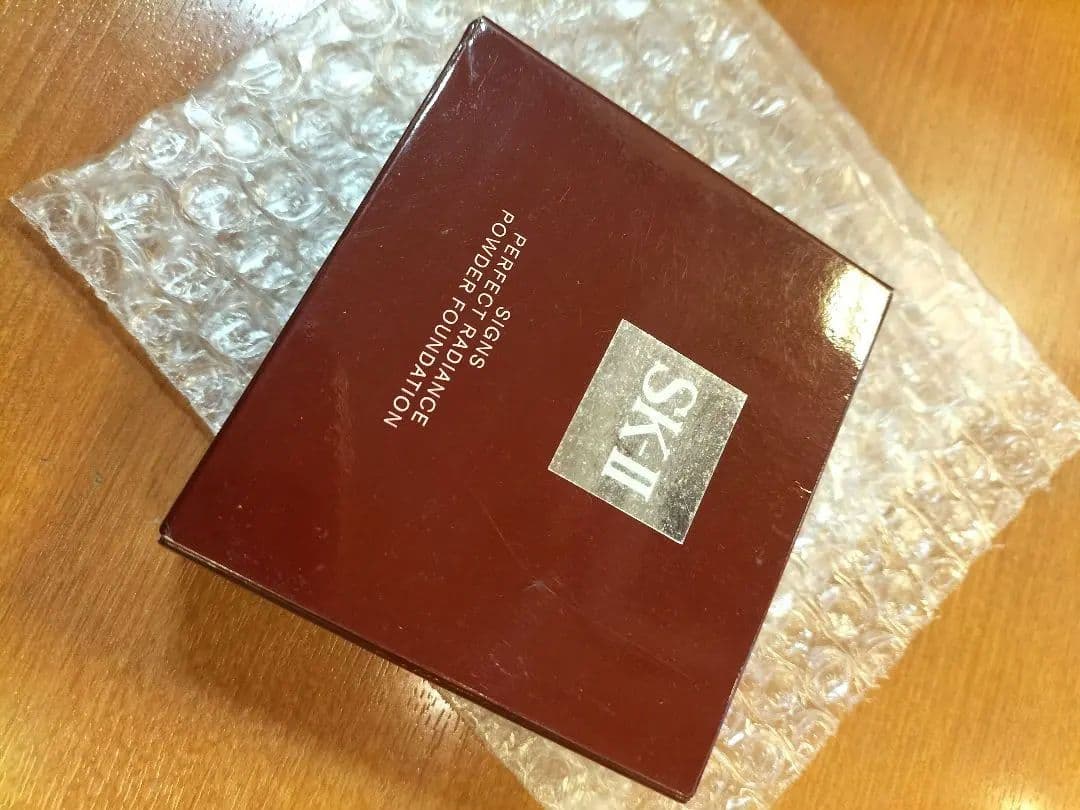 SK-II
SIGNS
PERFECT RADIANCE
POWDER FOUNDATION